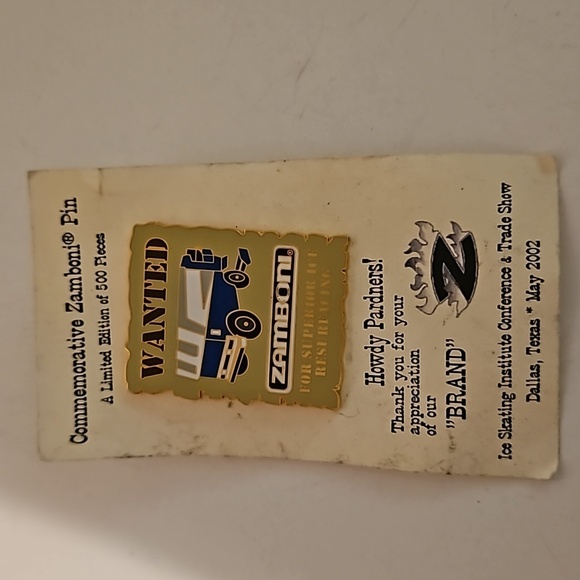 Commemorative Zamboni® Pin
A Limited Edition of 500 Pieces
WANTED
ZAMBONI®
FOR SUPERIOR ICE
RESURFACING
Howdy Pardners!
Thank you for your
appreciation
of our
"BRAND"
Z
Ice Skating Institute Conference & Trade Show
Dallas, Texas * May 2002